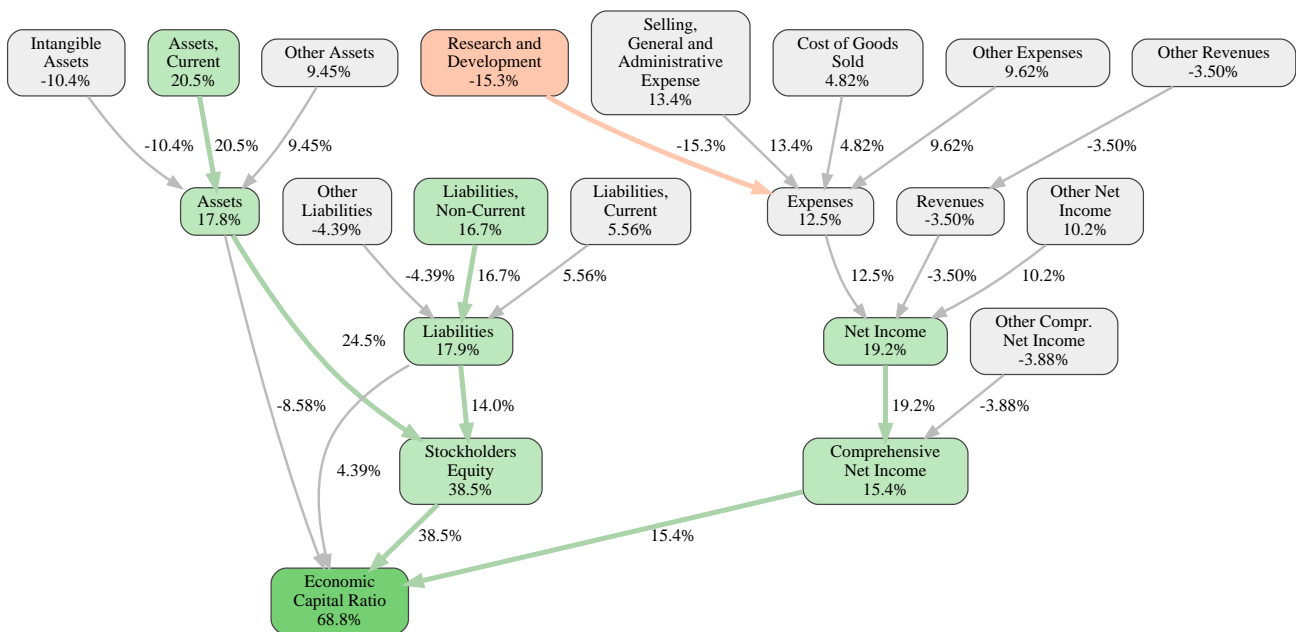 Intangible
Assets
-10.4%
Assets,
Current
20.5%
Other Assets
9.45%
Research and
Development
-15.3%
Selling,
General and
Administrative
Expense
13.4%
Cost of Goods
Sold
4.82%
Other Expenses
9.62%
Other Revenues
-3.50%
-10.4%
20.5%
9.45%
-15.3%
13.4%
4.82%
9.62%
-3.50%
Assets
17.8%
Other
Liabilities
-4.39%
Liabilities,
Non-Current
16.7%
Liabilities,
Current
5.56%
Expenses
12.5%
Revenues
-3.50%
Other Net
Income
10.2%
-4.39%
16.7%
5.56%
12.5%
-3.50%
10.2%
Liabilities
17.9%
Net Income
19.2%
Other Compr.
Net Income
-3.88%
24.5%
-8.58%
14.0%
19.2%
-3.88%
Stockholders
Equity
38.5%
Comprehensive
Net Income
15.4%
4.39%
38.5%
15.4%
Economic
Capital Ratio
68.8%